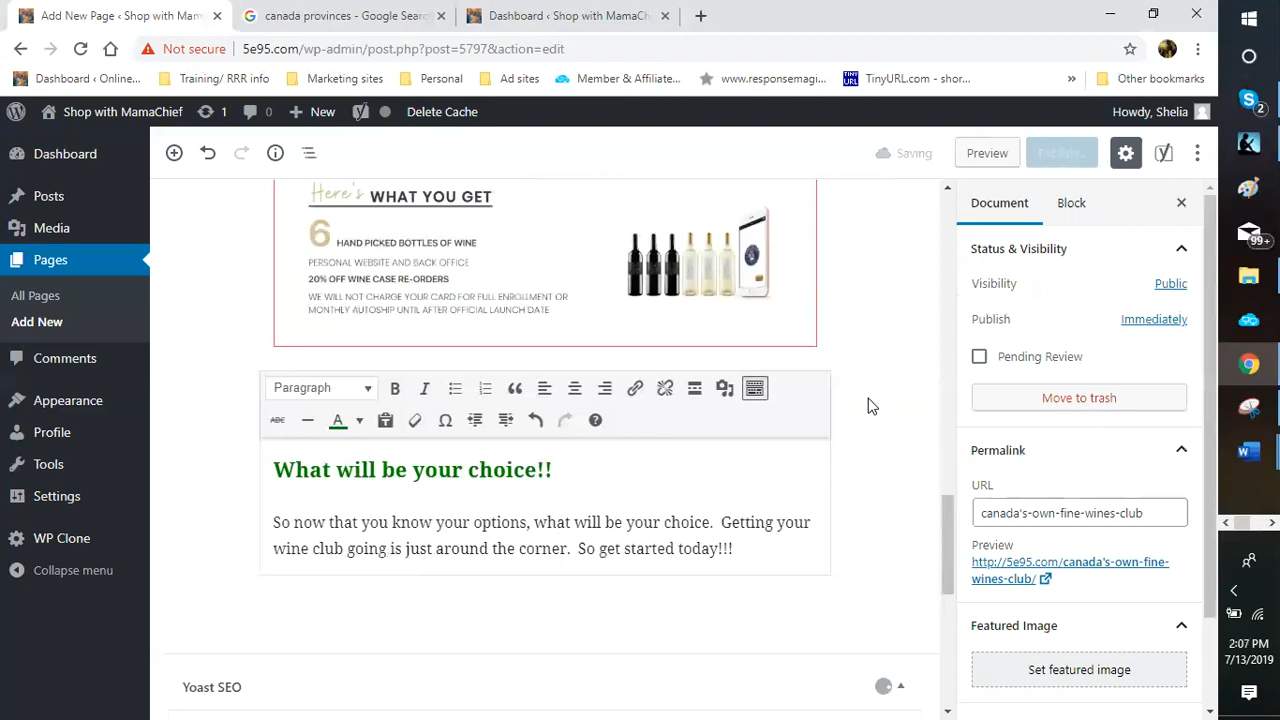 Add New Page ‹ Shop with Mam
canada provinces - Google Searc
Dashboard ‹ Shop with MamaCh
Not secure
5e95.com/wp-admin/post.php?post=5797&action=edit
Dashboard ‹ Online...
Training/ RRR info
Marketing sites
Personal
Ad sites
Member & Affiliate...
www.responsemagi...
TINY URL
TinyURL.com - shor...
»
Other bookmarks
Shop with MamaChief
1
0
New
Delete Cache
Howdy, Shelia
Dashboard
Posts
Media
Pages
All Pages
Add New
Comments
Appearance
Profile
Tools
Settings
WP Clone
Collapse menu
Saving
Preview
Here's WHAT YOU GET
6 HAND PICKED BOTTLES OF WINE
PERSONAL WEBSITE AND BACK OFFICE
20% OFF WINE CASE RE-ORDERS
WE WILL NOT CHARGE YOUR CARD FOR FULL ENROLLMENT OR
MONTHLY AUTOSHIP UNTIL AFTER OFFICIAL LAUNCH DATE
Paragraph
B I
ABC
A
Ω
What will be your choice!!
So now that you know your options, what will be your choice.  Getting your
wine club going is just around the corner.  So get started today!!!
Yoast SEO
Document
Block
Status & Visibility
Visibility
Public
Publish
Immediately
Pending Review
Move to trash
Permalink
URL
canada's-own-fine-wines-club
Preview
http://5e95.com/canada's-own-fine-
wines-club/
Featured Image
Set featured image
2
99+
2:07 PM
7/13/2019